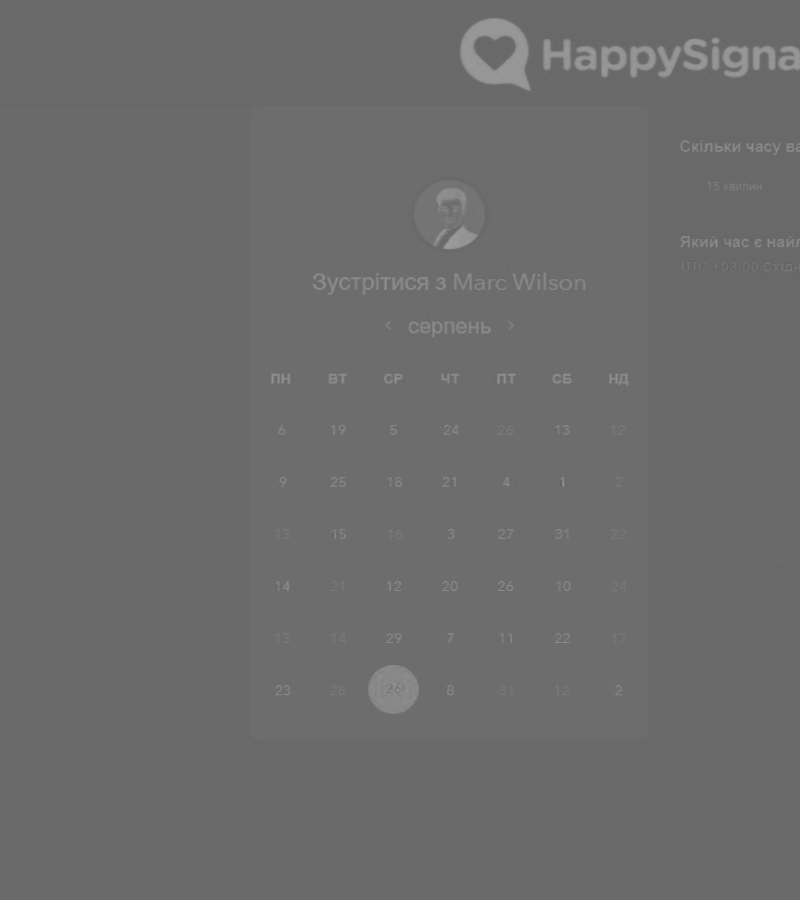 HappySigna
Скільки часу ва
15 хвилин
Який час є найл
UTC +03:00 Східн
Зустрітися з Marc Wilson
серпень
ПН ВТ СР ЧТ ПТ СБ НД
6 19 5 24 26 13 12
9 25 18 21 4 1 2
13 15 16 3 27 31 22
14 21 12 20 26 10 24
13 14 29 7 11 22 17
23 26 26 8 31 12 2